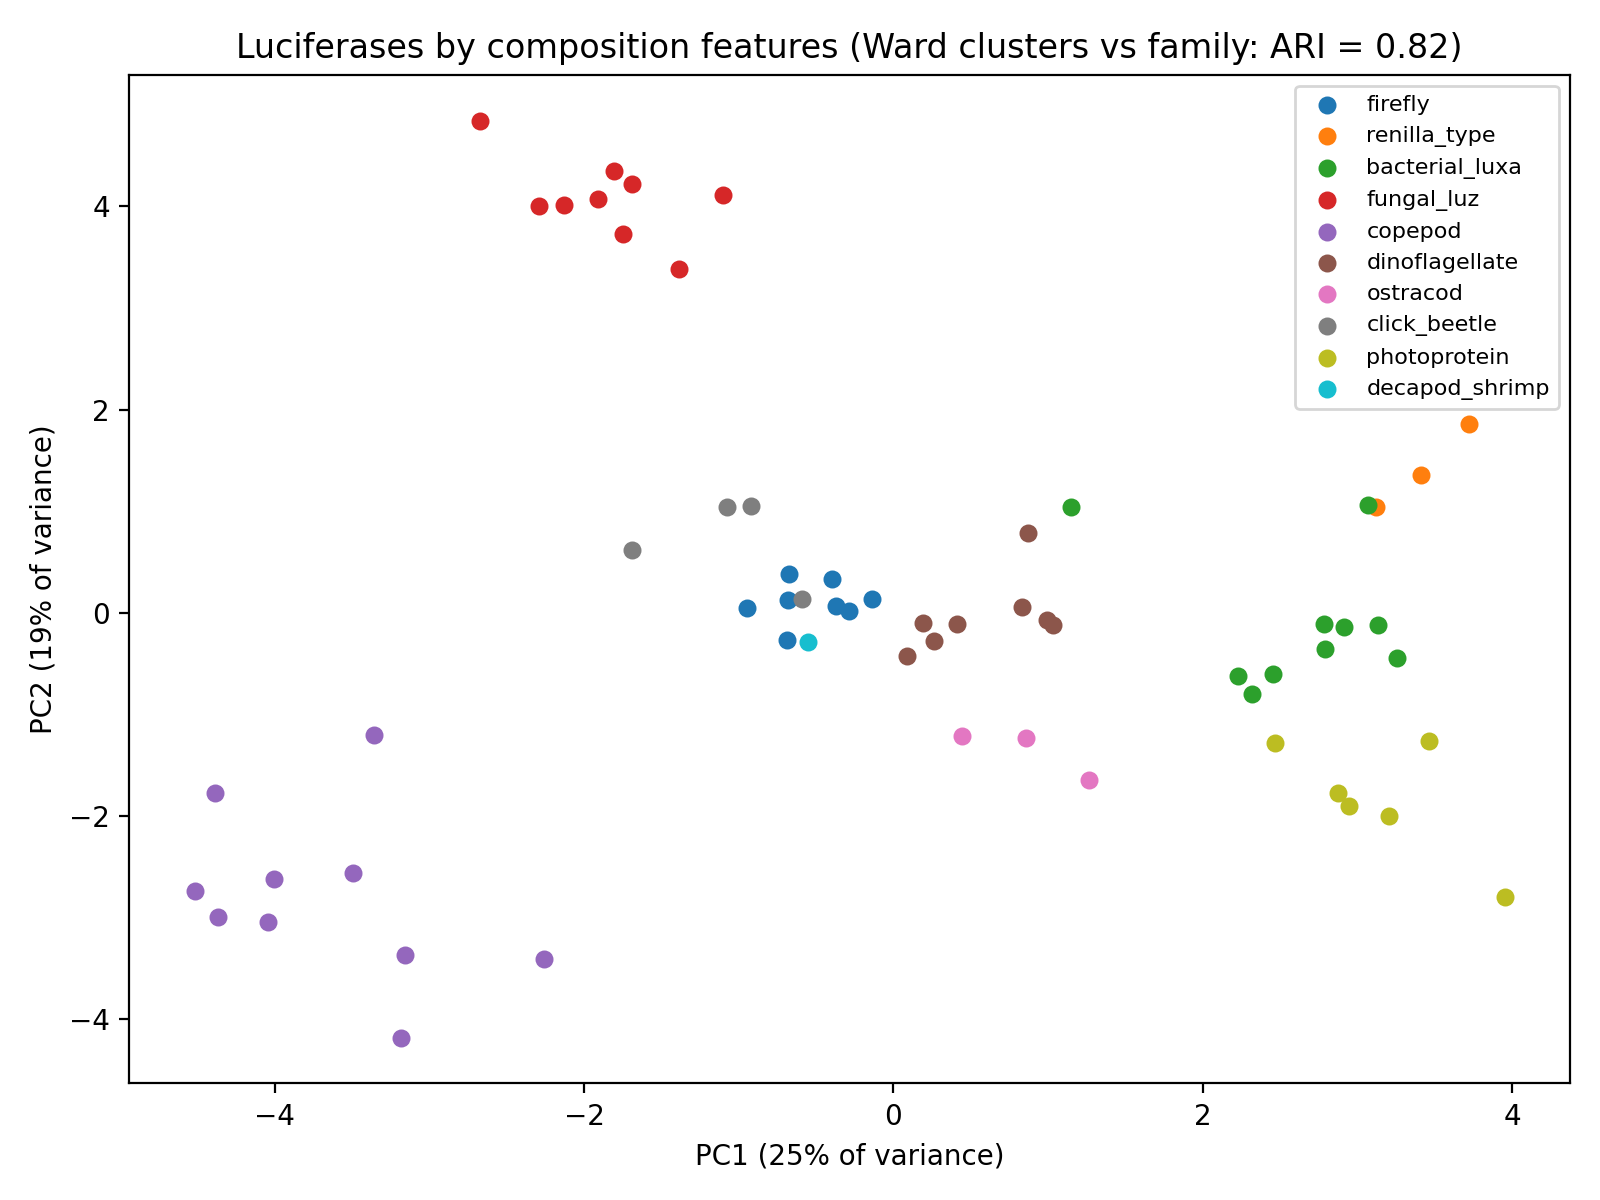 Luciferases by composition features (Ward clusters vs family: ARI = 0.82)
firefly
renilla_type
bacterial_luxa
fungal_luz
copepod
dinoflagellate
ostracod
click_beetle
photoprotein
decapod_shrimp
4
2
0
−2
−4
PC2 (19% of variance)
−4
−2
0
2
4
PC1 (25% of variance)